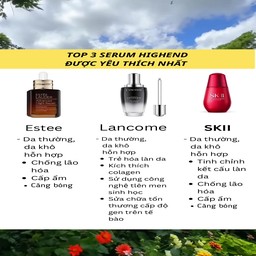 TOP 3 SERUM HIGHEND
ĐƯỢC YÊU THÍCH NHẤT
Estee
- Da thường,
da khô
hỗn hợp
• Chống lão
hóa
• Cấp ẩm
• Căng bóng
Lancome
- Da thường,
da khô
hỗn hợp
• Trẻ hóa làn da
• Kích thích
colagen
• Sử dụng công
nghệ tiên men
sinh học
• Sửa chữa tổn
thương cấp độ
gen trên tế
bào
SKII
- Da thường,
da khô
hỗn hợp
• Tinh chỉnh
kết cấu làn
da
• Chống lão
hóa
• Cấp ẩm
• Căng bóng